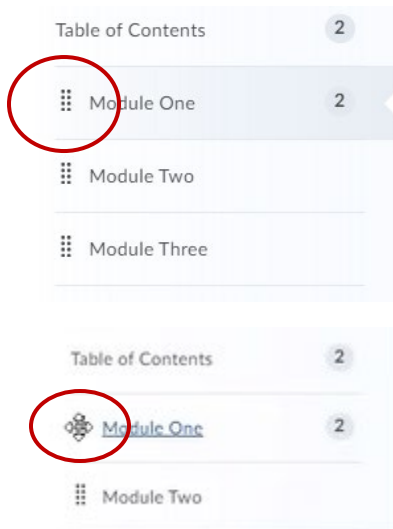 Table of Contents 2
Module One 2
Module Two
Module Three
Table of Contents 2
Module One 2
Module Two